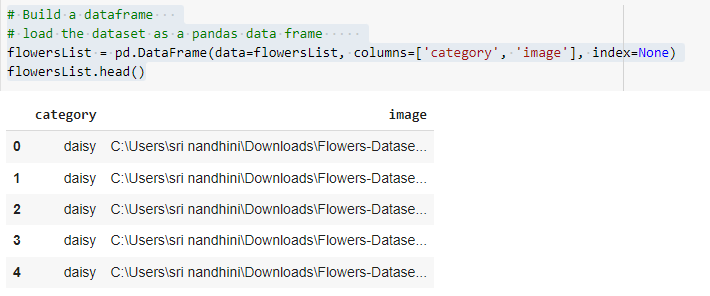 # Build a dataframe
# load the dataset as a pandas data frame
flowersList = pd.DataFrame(data=flowersList, columns=['category', 'image'], index=None)
flowersList.head()
category image
0 daisy C:\Users\sri nandhini\Downloads\Flowers-Datase...
1 daisy C:\Users\sri nandhini\Downloads\Flowers-Datase...
2 daisy C:\Users\sri nandhini\Downloads\Flowers-Datase...
3 daisy C:\Users\sri nandhini\Downloads\Flowers-Datase...
4 daisy C:\Users\sri nandhini\Downloads\Flowers-Datase...